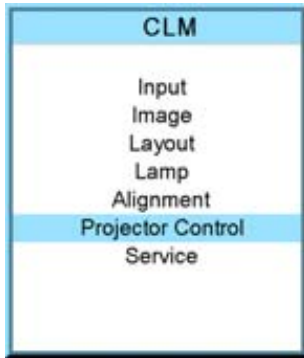 CLM
Input
Image
Layout
Lamp
Alignment
Projector Control
Service